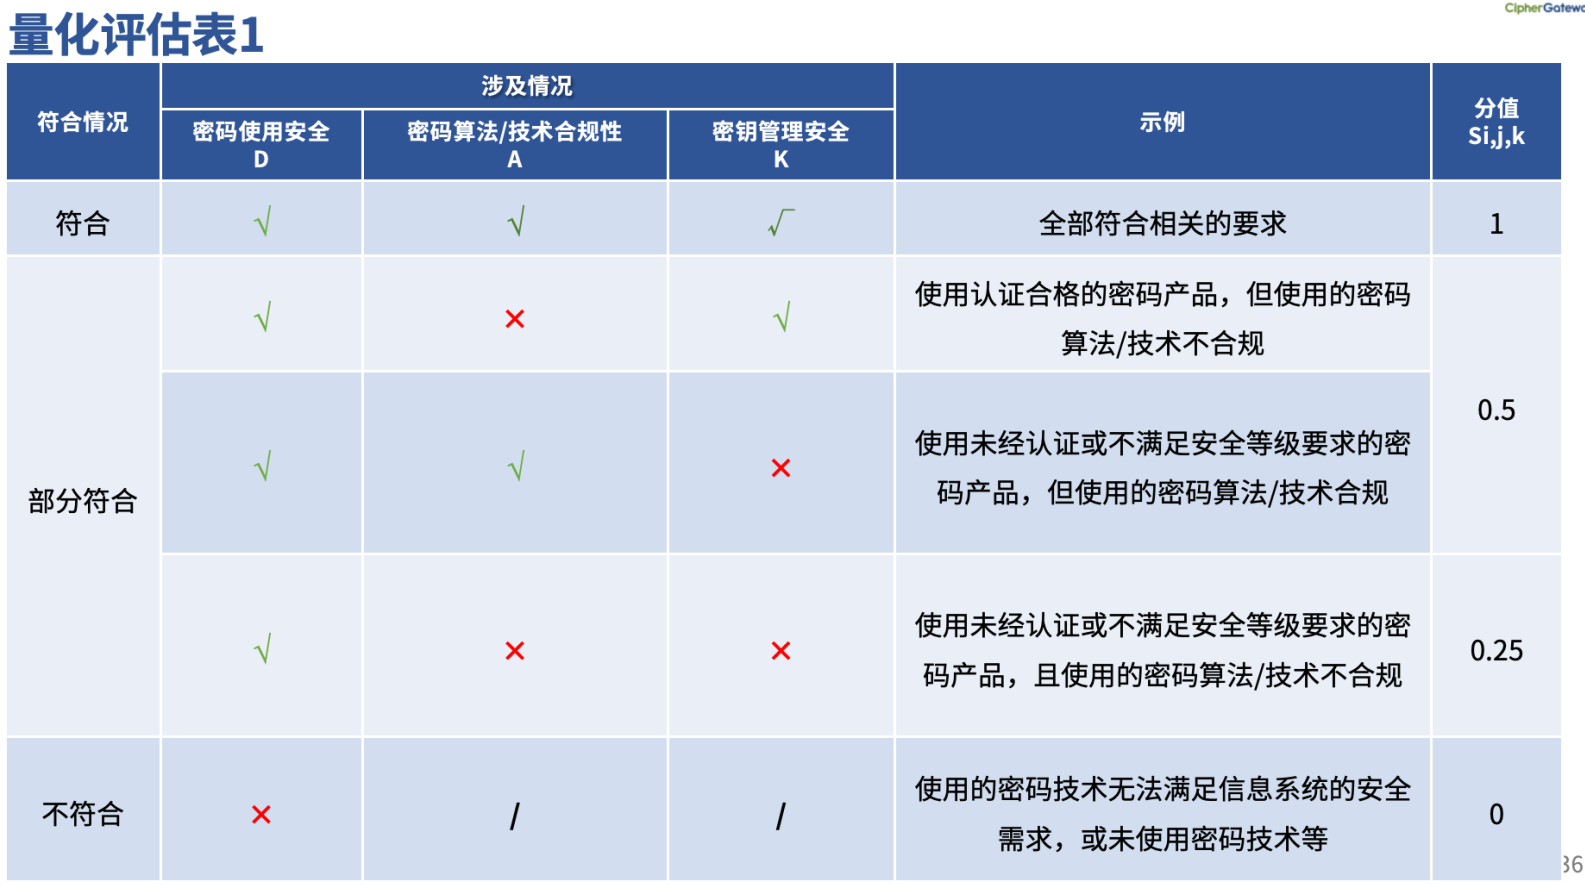 CipherGatewa
量化评估表1
符合情况
涉及情况
密码使用安全
D
密码算法/技术合规性
A
密钥管理安全
K
示例
分值
Si,j,k
符合
√
√
√
全部符合相关的要求
1
部分符合
√
×
√
使用认证合格的密码产品，但使用的密码
算法/技术不合规
0.5
√
√
×
使用未经认证或不满足安全等级要求的密
码产品，但使用的密码算法/技术合规
√
×
×
使用未经认证或不满足安全等级要求的密
码产品，且使用的密码算法/技术不合规
0.25
不符合
×
/
/
使用的密码技术无法满足信息系统的安全
需求，或未使用密码技术等
0
36